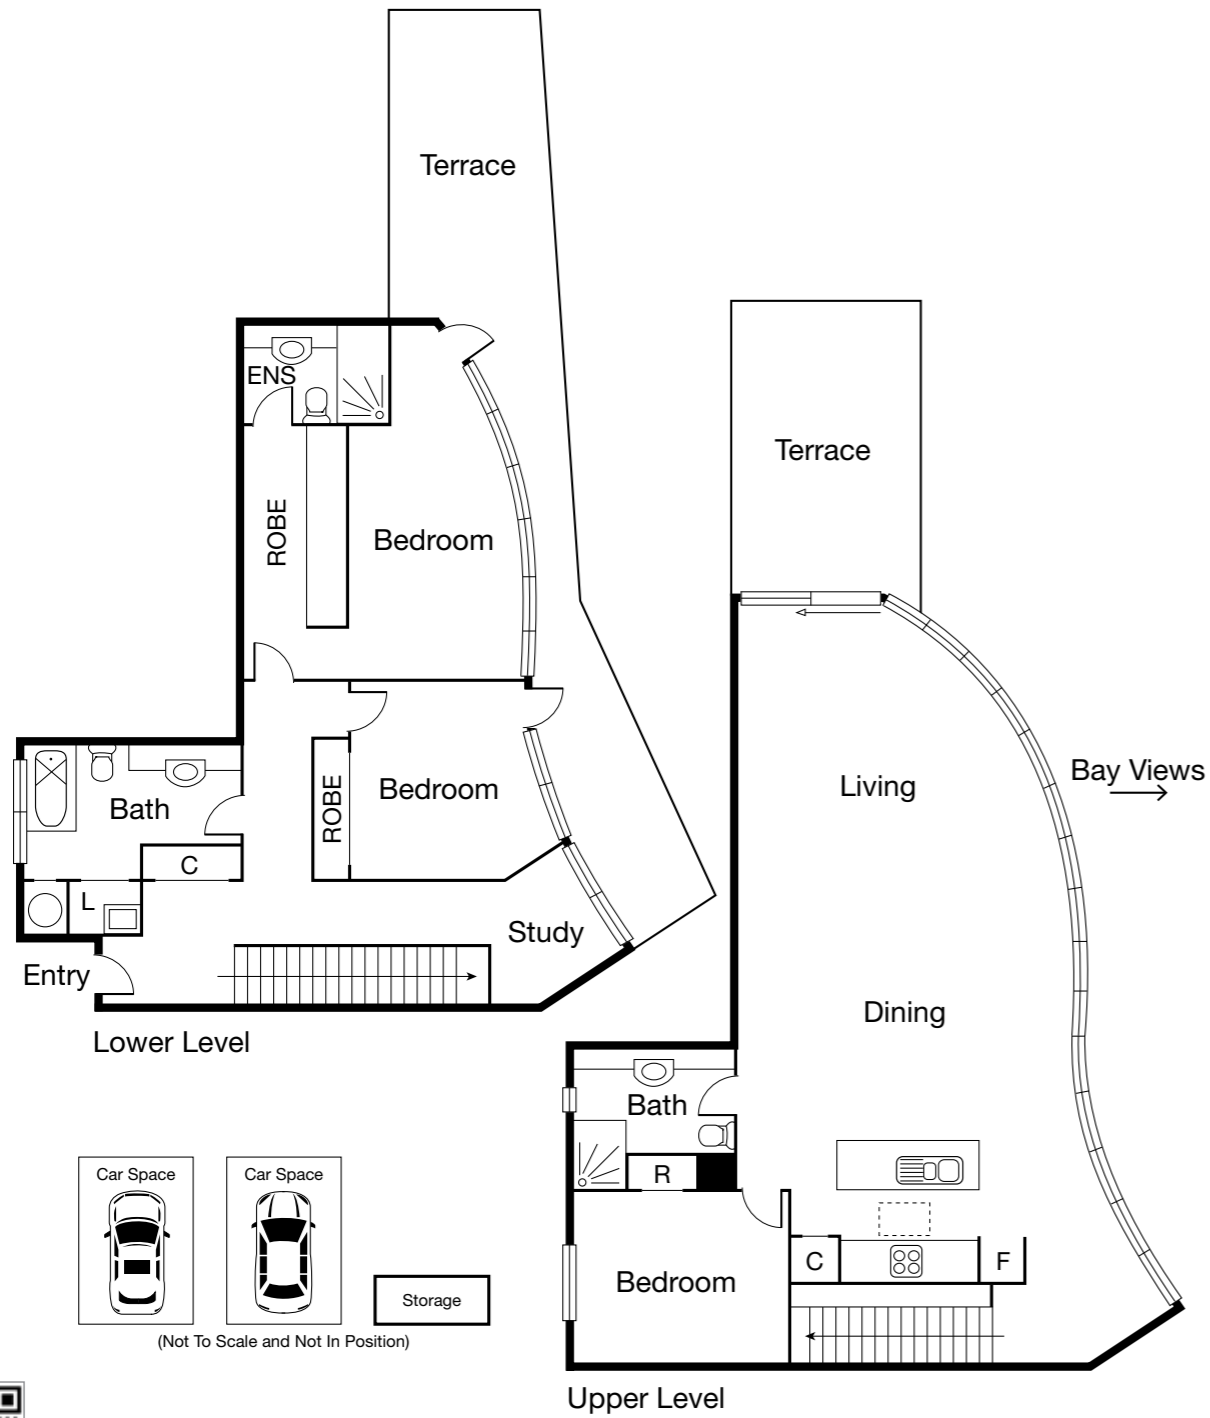 Terrace
ENS
ROBE
Bedroom
Bath
C
L
ROBE
Bedroom
Study
Entry
Lower Level
Terrace
Living
Bay Views
Dining
Bath
R
Bedroom
C
F
Upper Level
Car Space
Car Space
Storage
(Not To Scale and Not In Position)